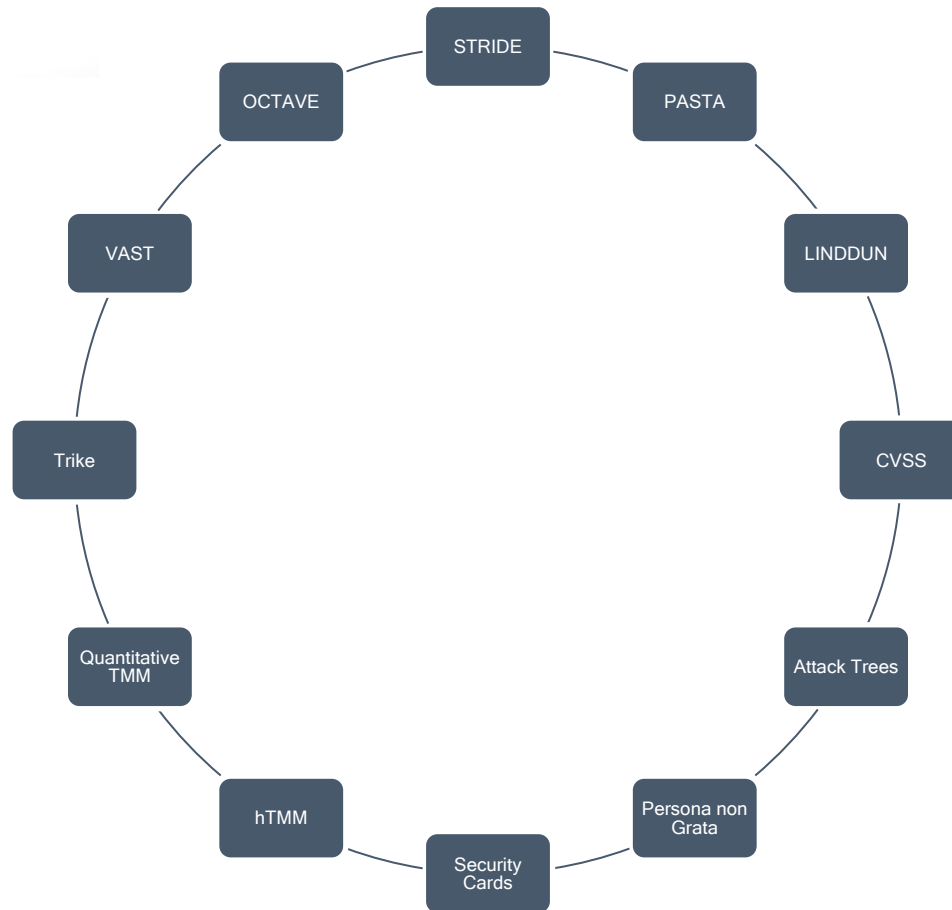 STRIDE
PASTA
LINDDUN
CVSS
Attack Trees
Persona non
Grata
Security
Cards
hTMM
Quantitative
TMM
Trike
VAST
OCTAVE